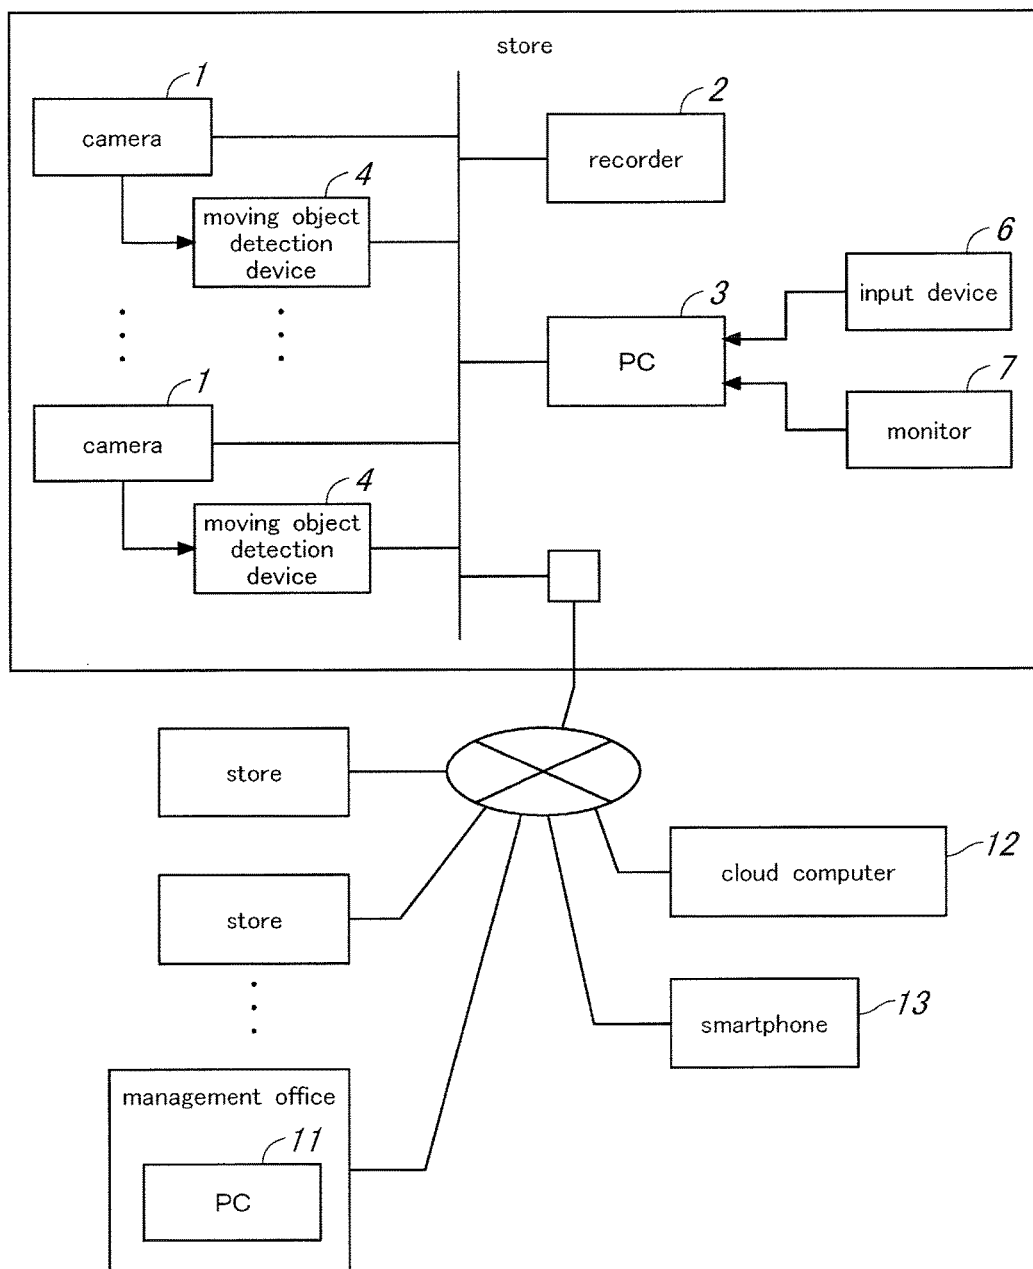 store
1
camera
2
recorder
4
moving object
detection
device
6
input device
3
PC
7
monitor
1
camera
4
moving object
detection
device
store
12
cloud computer
store
13
smartphone
management office
11
PC